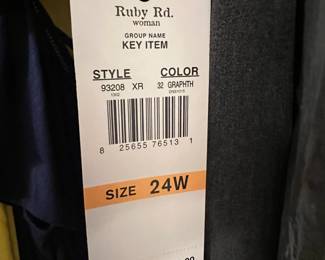 Ruby Rd.
woman
GROUP NAME
KEY ITEM
STYLE COLOR
93208 XR 32 GRAPHTH
8 25655 76513 1
SIZE 24W